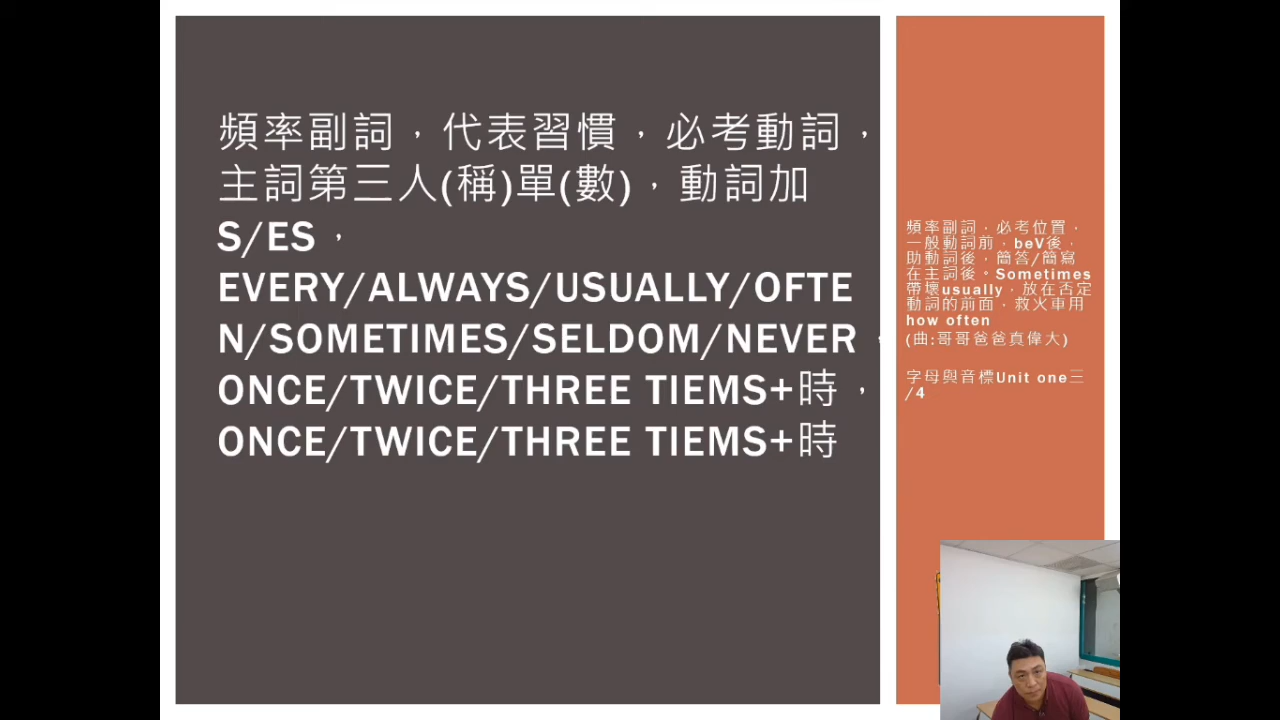 頻率副詞，代表習慣，必考動詞，
主詞第三人(稱)單(數)，動詞加
S/ES，
EVERY/ALWAYS/USUALLY/OFTE
N/SOMETIMES/SELDOM/NEVER，
ONCE/TWICE/THREE TIEMS+時，
ONCE/TWICE/THREE TIEMS+時
頻率副詞，必考位置，
一般動詞前，beV後，
助動詞後，簡答/簡寫
在主詞後。Sometimes
帶壞usually，放在否定
動詞的前面，救火車用
how often
(曲:哥哥爸爸真偉大)
字母與音標Unit one三
/4